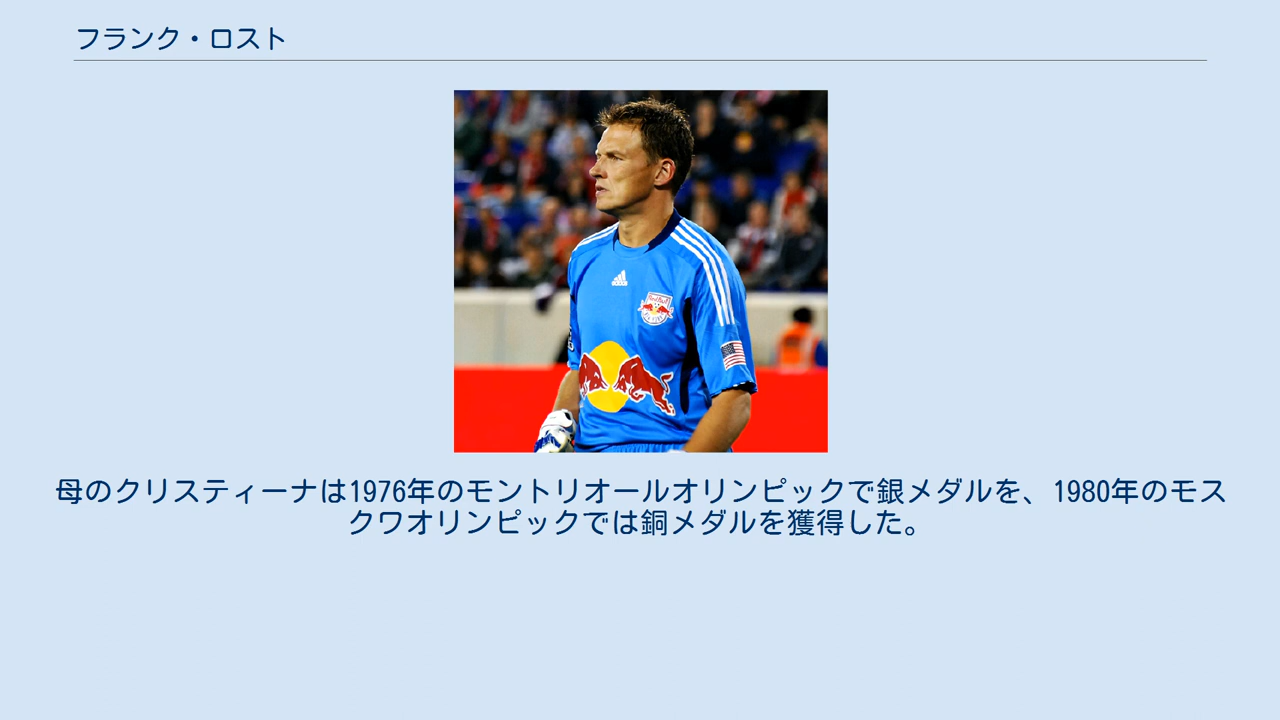 フランク・ロスト
母のクリスティーナは1976年のモントリオールオリンピックで銀メダルを、1980年のモス
クワオリンピックでは銅メダルを獲得した。